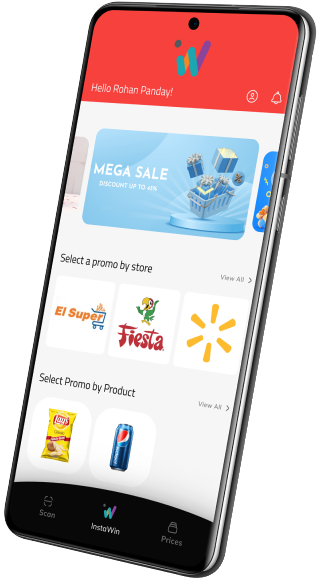 Hello Rohan Panday!
MEGA SALE
DISCOUNT UP TO 40%
Select a promo by store
View All
El Super
Fiesta
Select Promo by Product
View All
Lay's
Scan
InstaWin
Prices